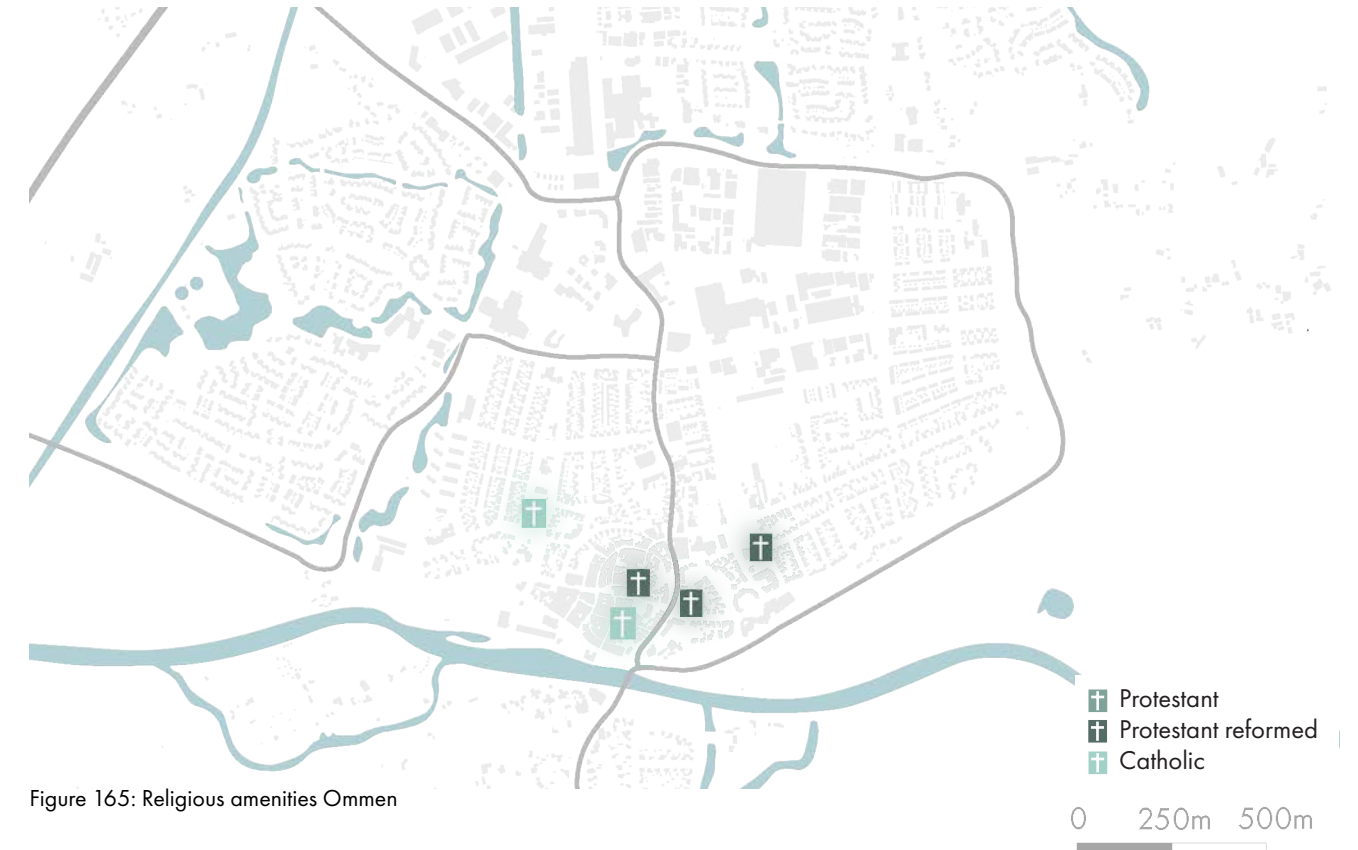 Protestant
Protestant reformed
Catholic
Figure 165: Religious amenities Ommen
0 250m 500m